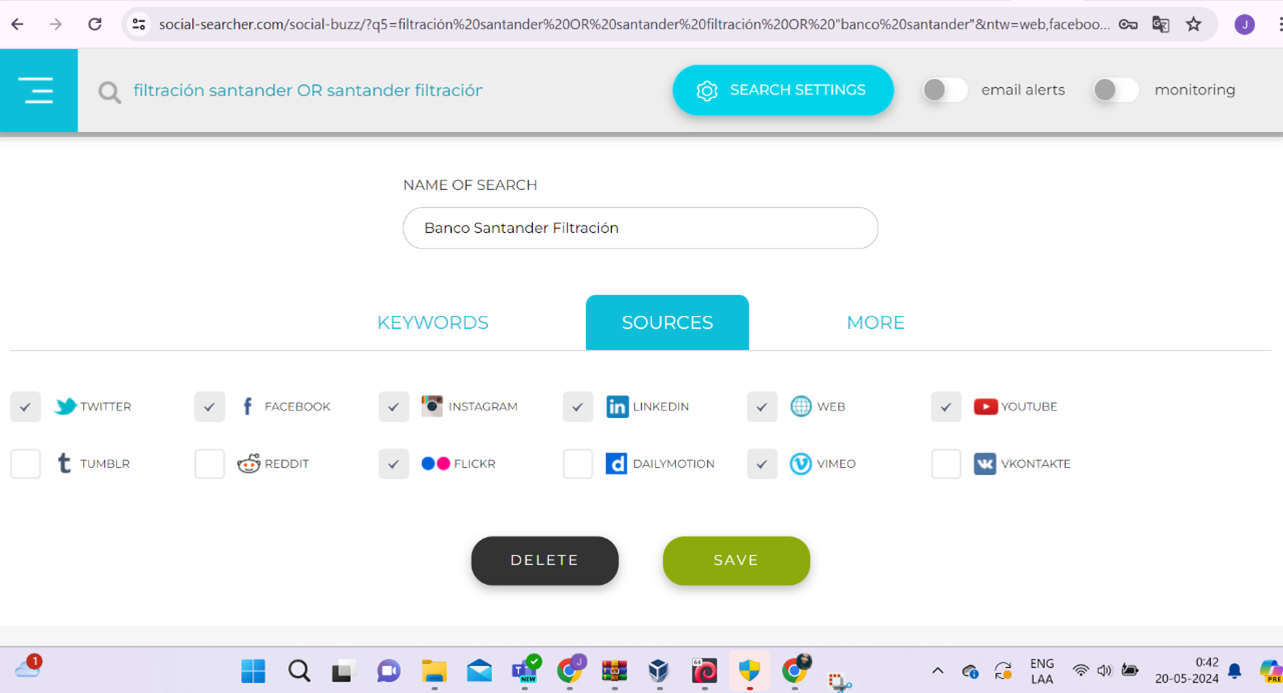 social-searcher.com/social-buzz/?q5=filtración%20santander%20OR%20santander%20filtración%20OR%20"banco%20santander"&ntw=web,faceboo...
J
filtración santander OR santander filtración
SEARCH SETTINGS
email alerts
monitoring
NAME OF SEARCH
Banco Santander Filtración
KEYWORDS
SOURCES
MORE
TWITTER
FACEBOOK
INSTAGRAM
LINKEDIN
WEB
YOUTUBE
TUMBLR
REDDIT
FLICKR
DAILYMOTION
VIMEO
VKONTAKTE
DELETE
SAVE
1
NEW
J
64
ENG
LAA
0:42
20-05-2024
PRE